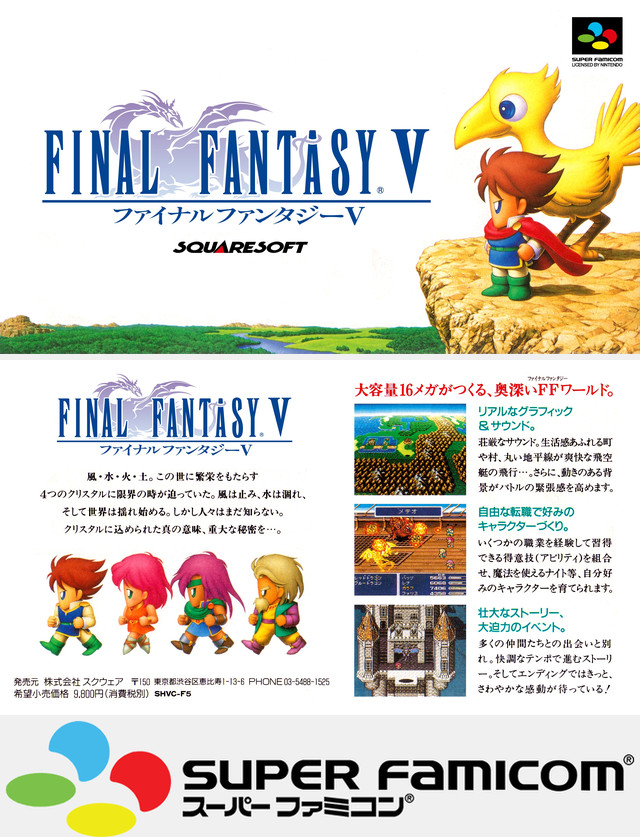 SUPER FAMICOM
LICENSED BY NINTENDO
FINAL FANTASY® V
ファイナルファンタジーV
SQUARESOFT
FINAL FANTASY® V
ファイナルファンタジーV
風・水・火・土。この世に繁栄をもたらす
4つのクリスタルに限界の時が迫っていた。風は止み、水は濁れ、
そして世界は揺れ始める。しかし人々はまだ知らない。
クリスタルに込められた真の意味、重大な秘密を…。
発売元 株式会社 スクウェア 〒150 東京都渋谷区恵比寿1-13-6 PHONE 03-5488-1525
希望小売価格 9,800円(消費税別) SHVC-F5
ファイナルファンタジー
大容量16メガがつくる、奥深いFFワールド。
リアルなグラフィック
&サウンド。
荘厳なサウンド。生活感あふれる町
や村、丸い地平線が爽快な飛空
艇の飛行…。さらに、動きのある背
景がバトルの緊張感を高めます。
メテオ
自由な転職で好みの
キャラクターづくり。
いくつかの職業を経験して習得
できる得意技(アビリティ)を組合
せ、魔法を使えるナイト等、自分好
みのキャラクターを育てられます。
壮大なストーリー、
大迫力のイベント。
多くの仲間たちとの出会いと別
れ。快調なテンポで進むストーリ
ー。そしてエンディングではきっと、
さわやかな感動が待っている!
SUPER FAMICOM®
スーパーファミコン®